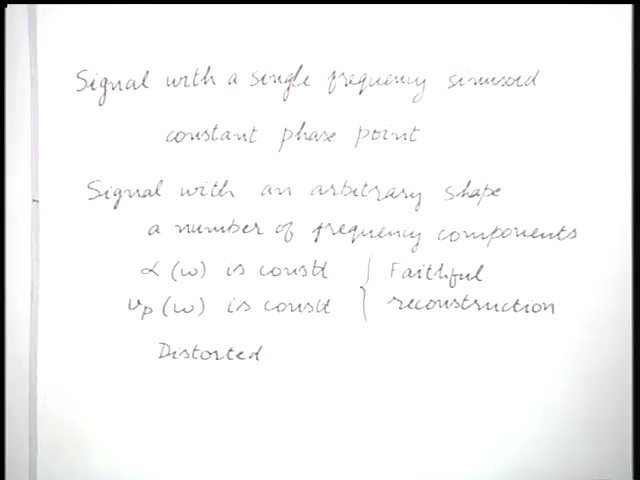 Signal with a single frequency sinusoid
constant phase point
Signal with an arbitrary shape
a number of frequency components
α (ω) is constt { Faithful
v_p (ω) is constt reconstruction
Distorted